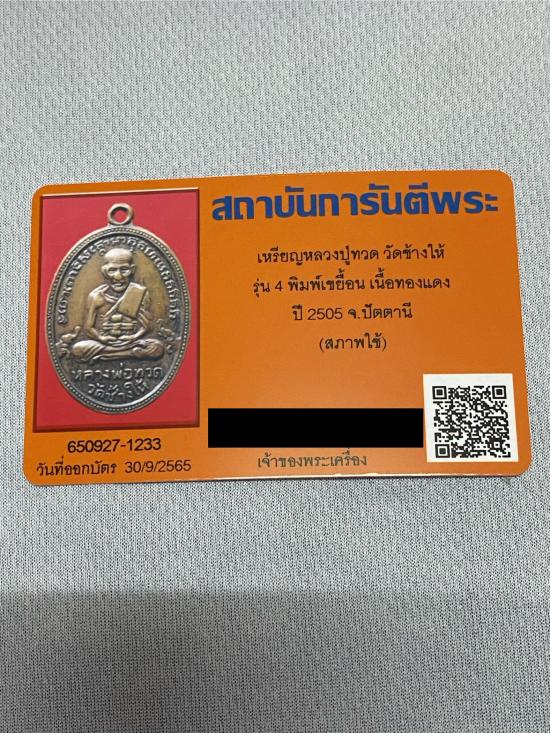 สถาบันการันตีพระ
เหรียญหลวงปู่ทวด วัดช้างให้
รุ่น 4 พิมพ์เขยื้อน เนื้อทองแดง
ปี 2505 จ.ปัตตานี
(สภาพใช้)
หลวงพ่อทวด
วัดช้างให้
650927-1233
วันที่ออกบัตร 30/9/2565
เจ้าของพระเครื่อง